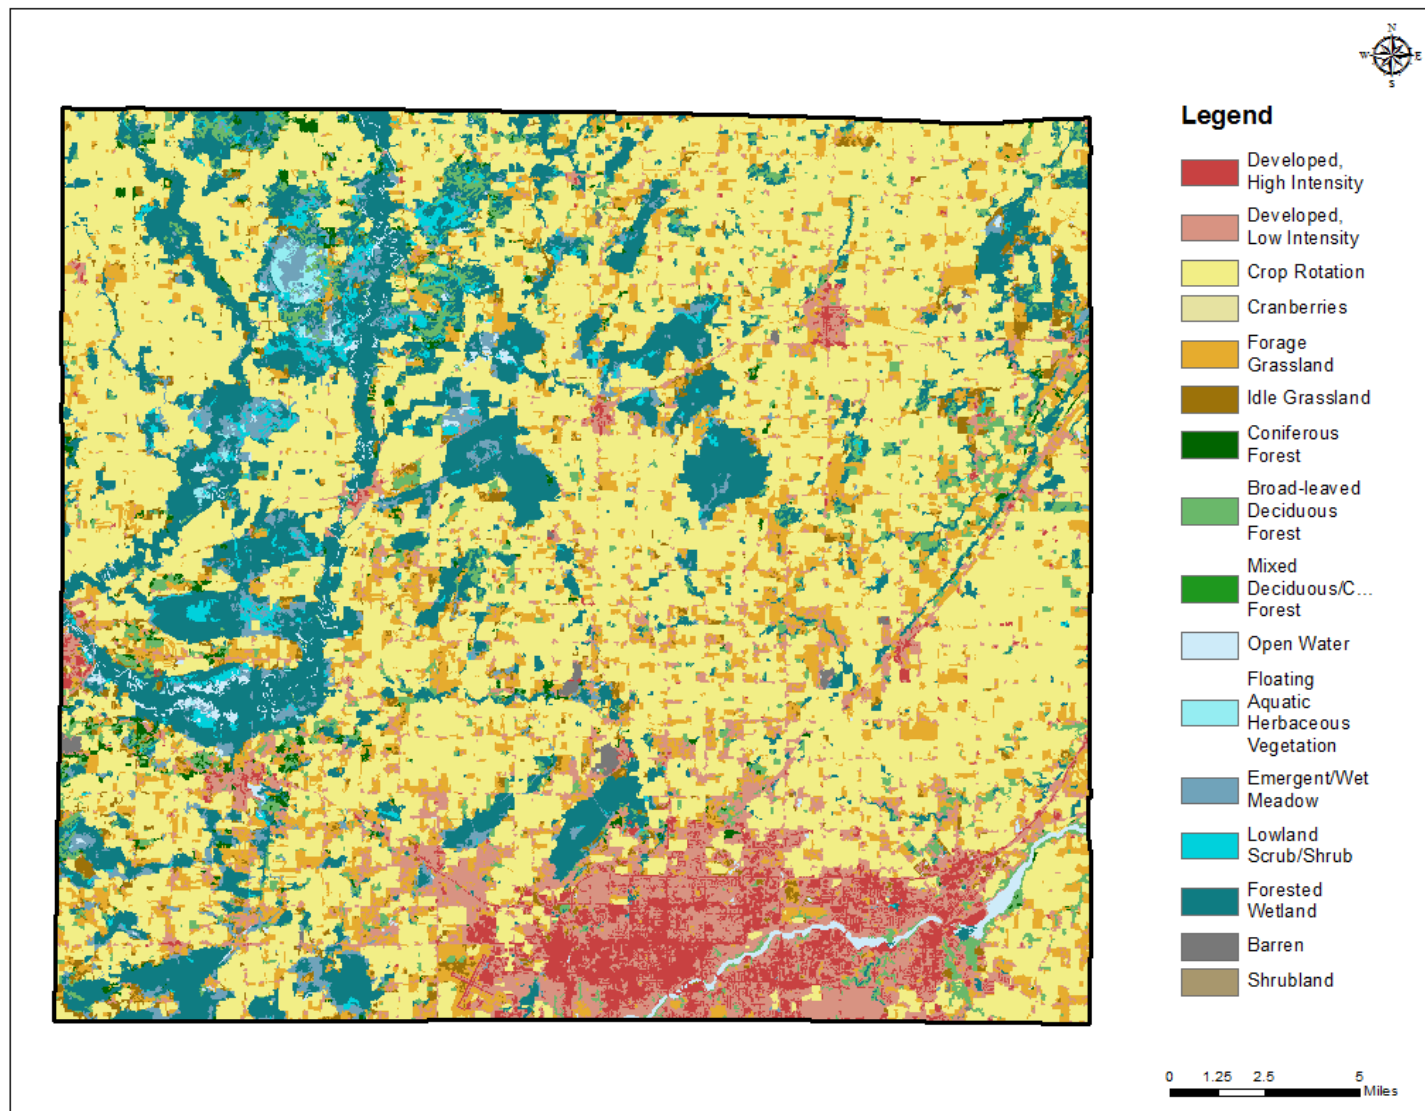 N
W E
S
Legend
Developed,
High Intensity
Developed,
Low Intensity
Crop Rotation
Cranberries
Forage
Grassland
Idle Grassland
Coniferous
Forest
Broad-leaved
Deciduous
Forest
Mixed
Deciduous/C...
Forest
Open Water
Floating
Aquatic
Herbaceous
Vegetation
Emergent/Wet
Meadow
Lowland
Scrub/Shrub
Forested
Wetland
Barren
Shrubland
0 1.25 2.5 5
Miles